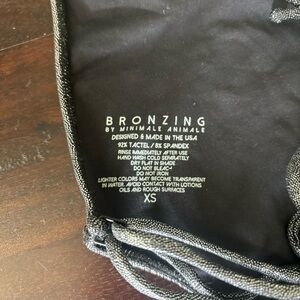 BRONZING
BY MINIMALE ANIMALE
DESIGNED & MADE IN THE USA
92% TACTEL / 8% SPANDEX
RINSE IMMEDIATELY AFTER USE
HAND WASH COLD SEPARATELY
DRY FLAT IN SHADE
DO NOT BLEACH
DO NOT IRON
LIGHTER COLORS MAY BECOME TRANSPARENT
IN WATER. AVOID CONTACT WITH LOTIONS
OILS AND ROUGH SURFACES
XS